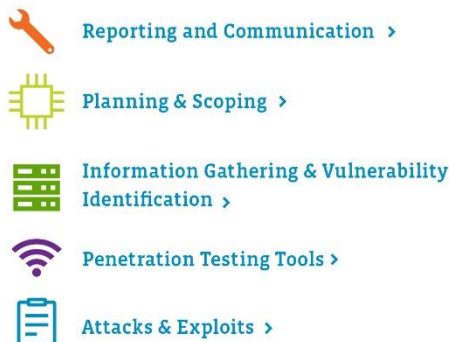 Reporting and Communication >
Planning & Scoping >
Information Gathering & Vulnerability
Identification >
Penetration Testing Tools >
Attacks & Exploits >